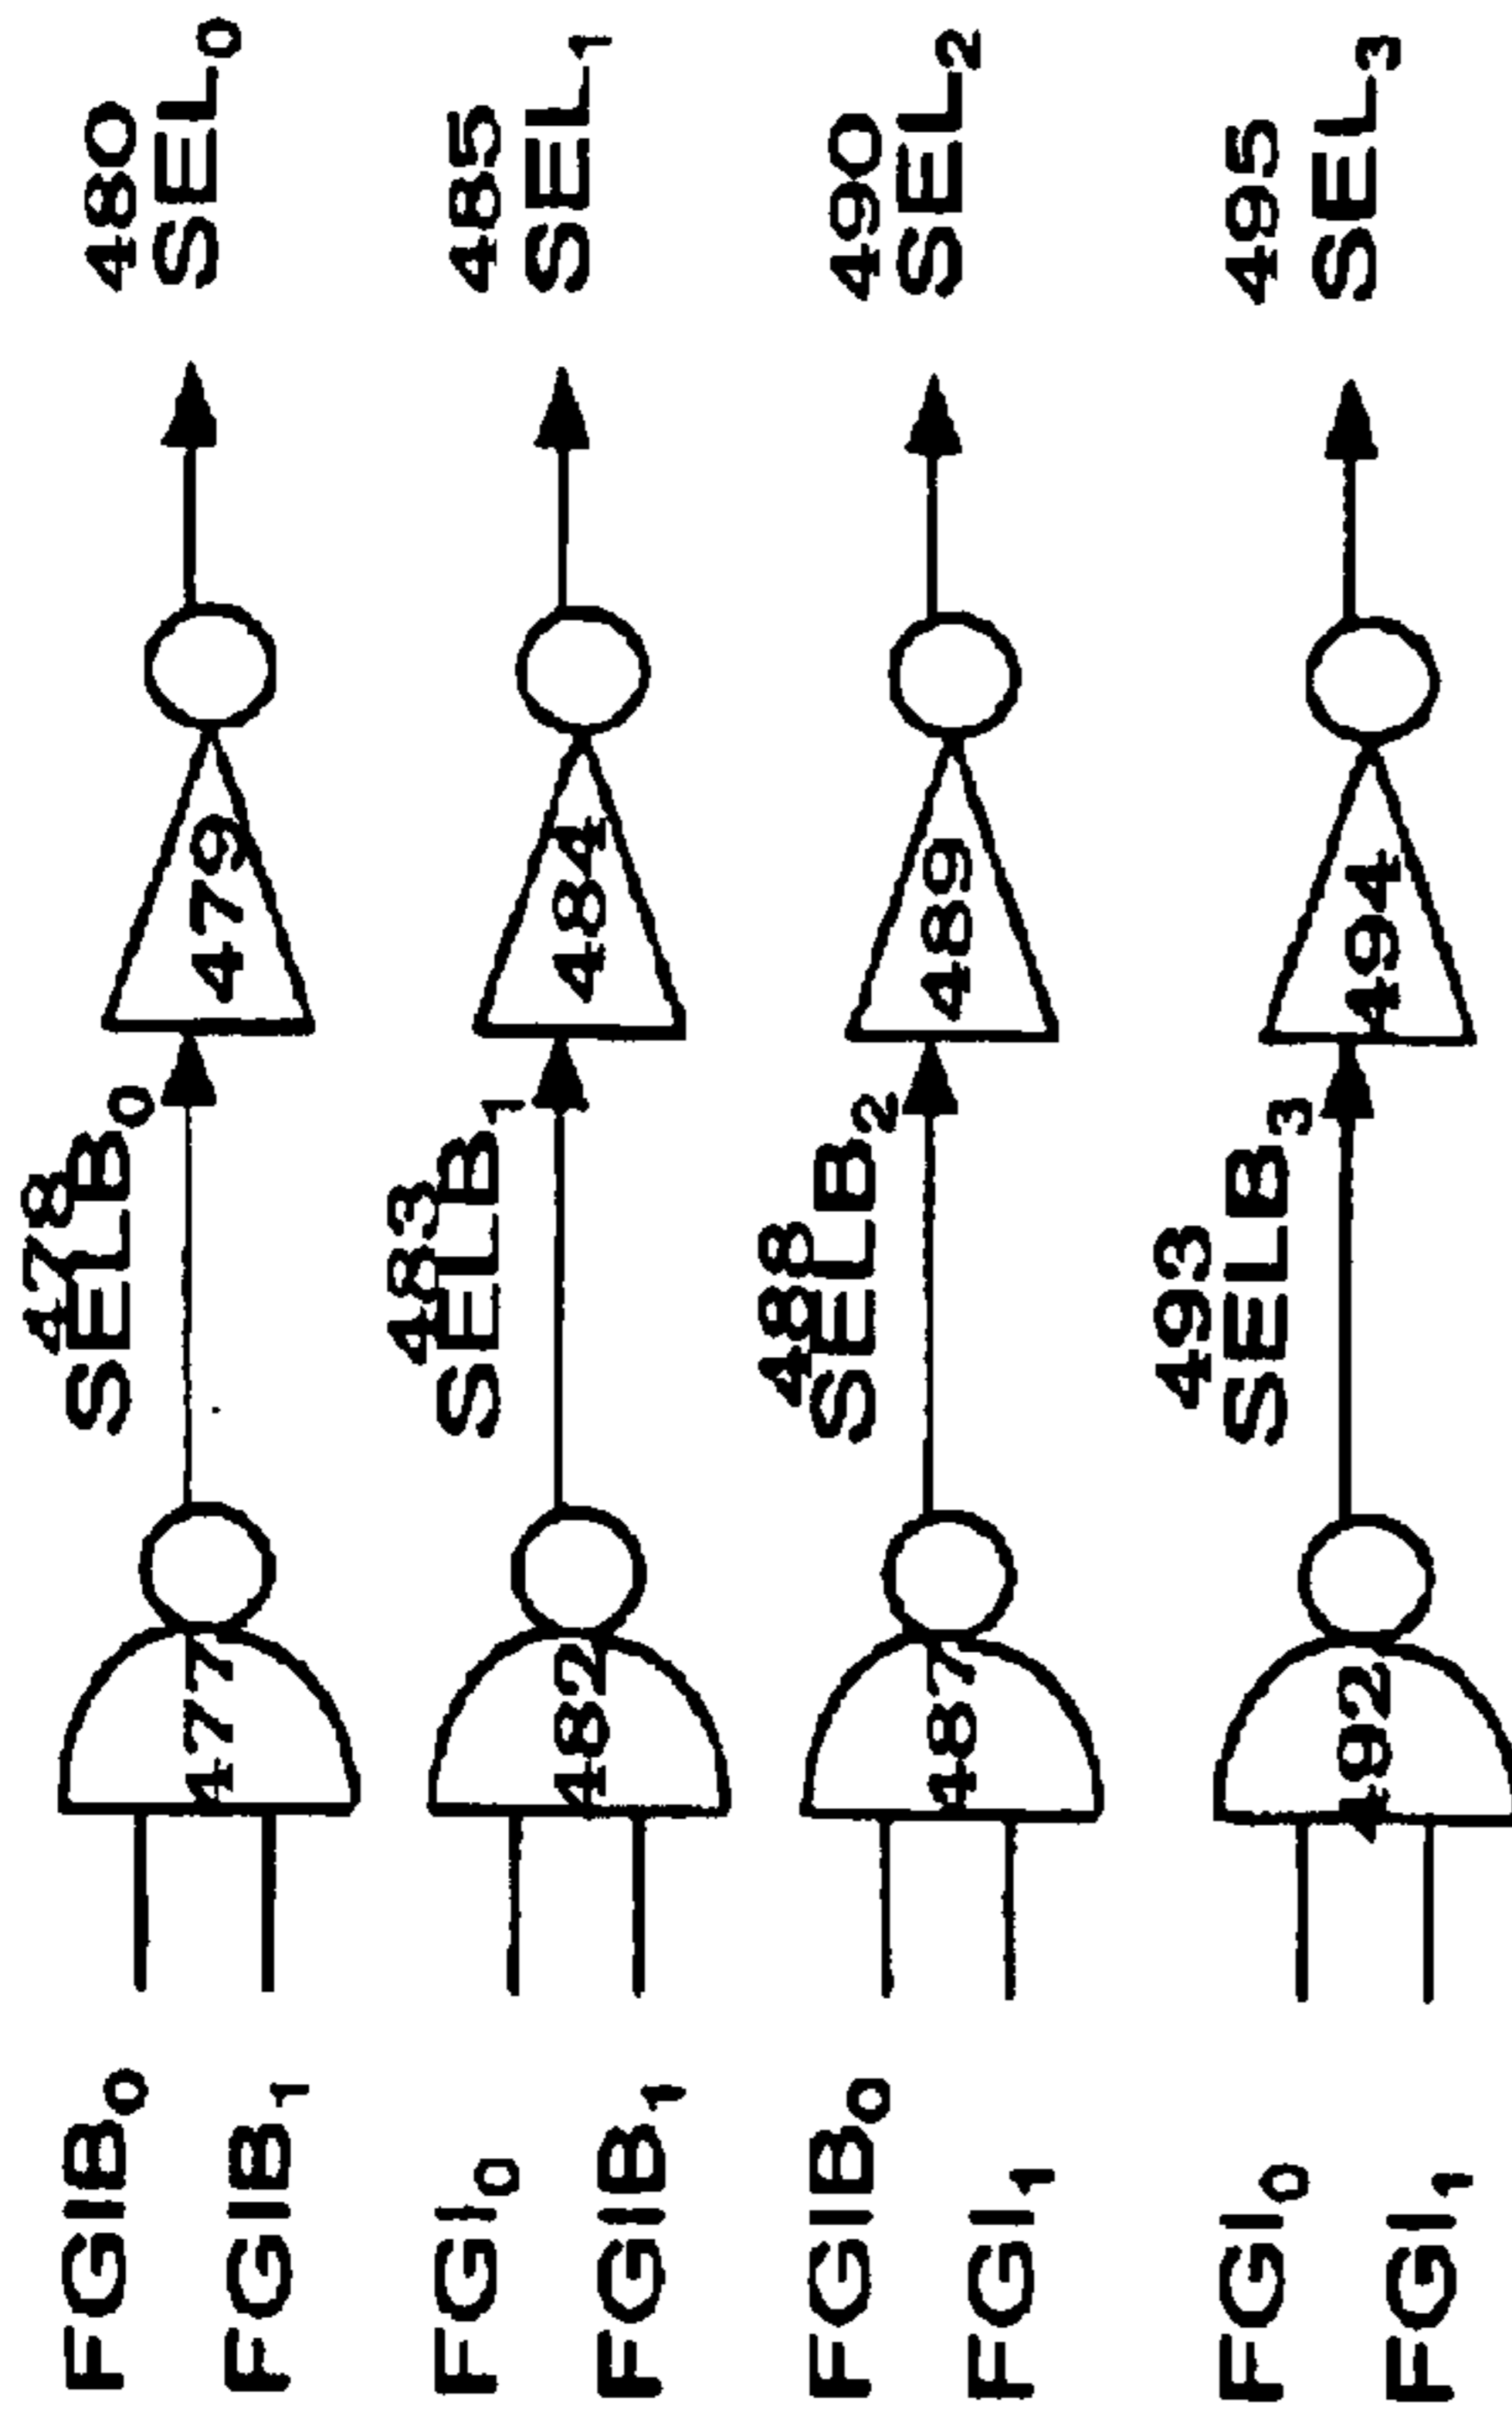 FGIB0
FGIB1
477
478
SELB0
479
480
SEL0
FGI0
FGIB1
482
483
SELB1
484
485
SEL1
FGIB0
FGI1
487
488
SELB2
489
490
SEL2
FGI0
FGI1
492
493
SELB3
494
495
SEL3